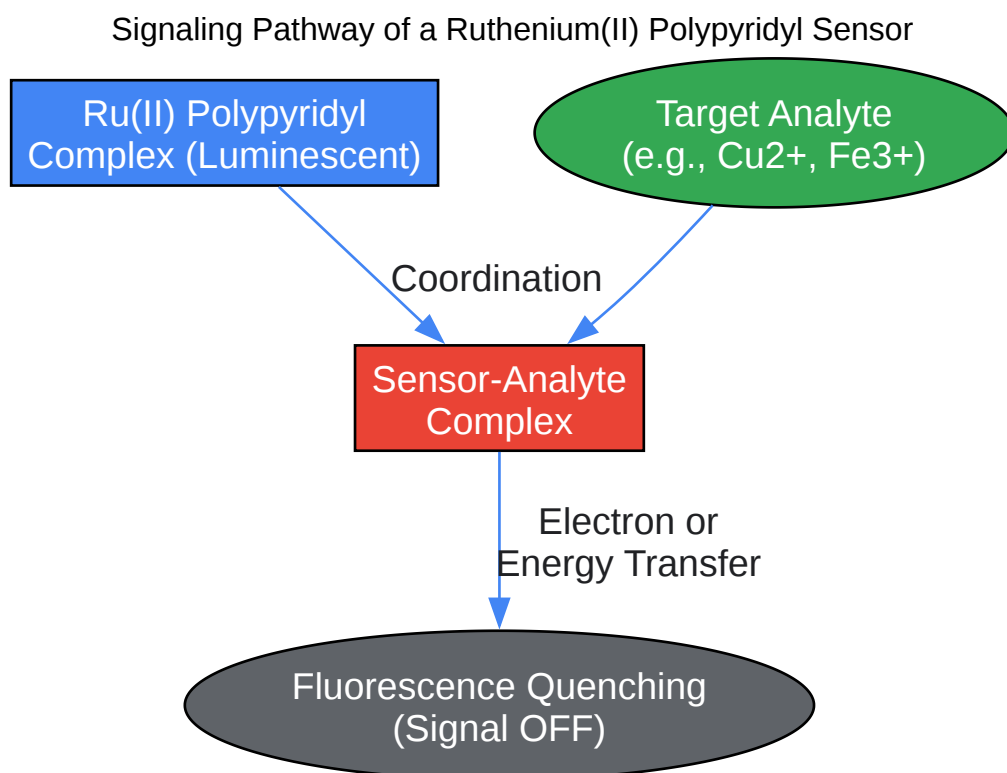 Signaling Pathway of a Ruthenium(II) Polypyridyl Sensor
Ru(II) Polypyridyl
Complex (Luminescent)
Target Analyte
(e.g., Cu2+, Fe3+)
Coordination
Sensor-Analyte
Complex
Electron or
Energy Transfer
Fluorescence Quenching
(Signal OFF)